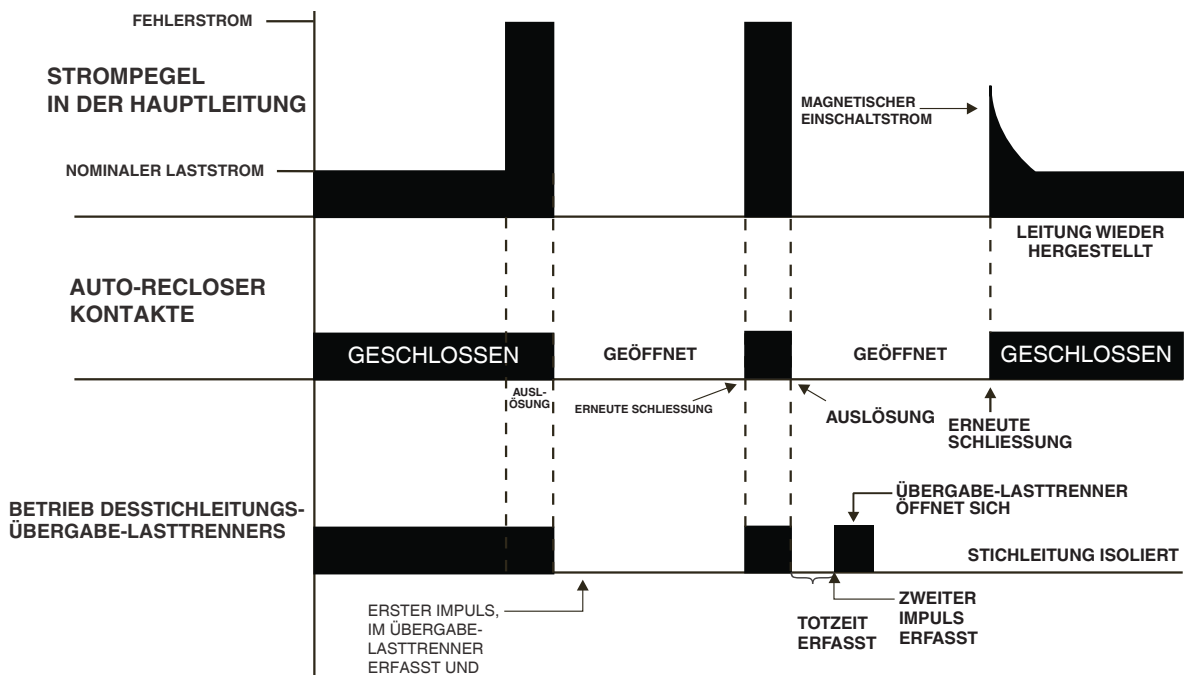 FEHLERSTROM
STROMPEGEL
IN DER HAUPTLEITUNG
MAGNETISCHER
EINSCHALTSTROM
NOMINALER LASTSTROM
LEITUNG WIEDER
HERGESTELLT
AUTO-RECLOSER
KONTAKTE
GESCHLOSSEN
GEÖFFNET
GEÖFFNET
GESCHLOSSEN
AUSL-
ÖSUNG
ERNEUTE SCHLIESSUNG
AUSLÖSUNG
ERNEUTE
SCHLIESSUNG
BETRIEB DESSTICHLEITUNGS-
ÜBERGABE-LASTTRENNERS
ÜBERGABE-LASTTRENNER
ÖFFNET SICH
STICHLEITUNG ISOLIERT
ERSTER IMPULS,
IM ÜBERGABE-
LASTTRENNER
ERFASST UND
TOTZEIT
ERFASST
ZWEITER
IMPULS
ERFASST